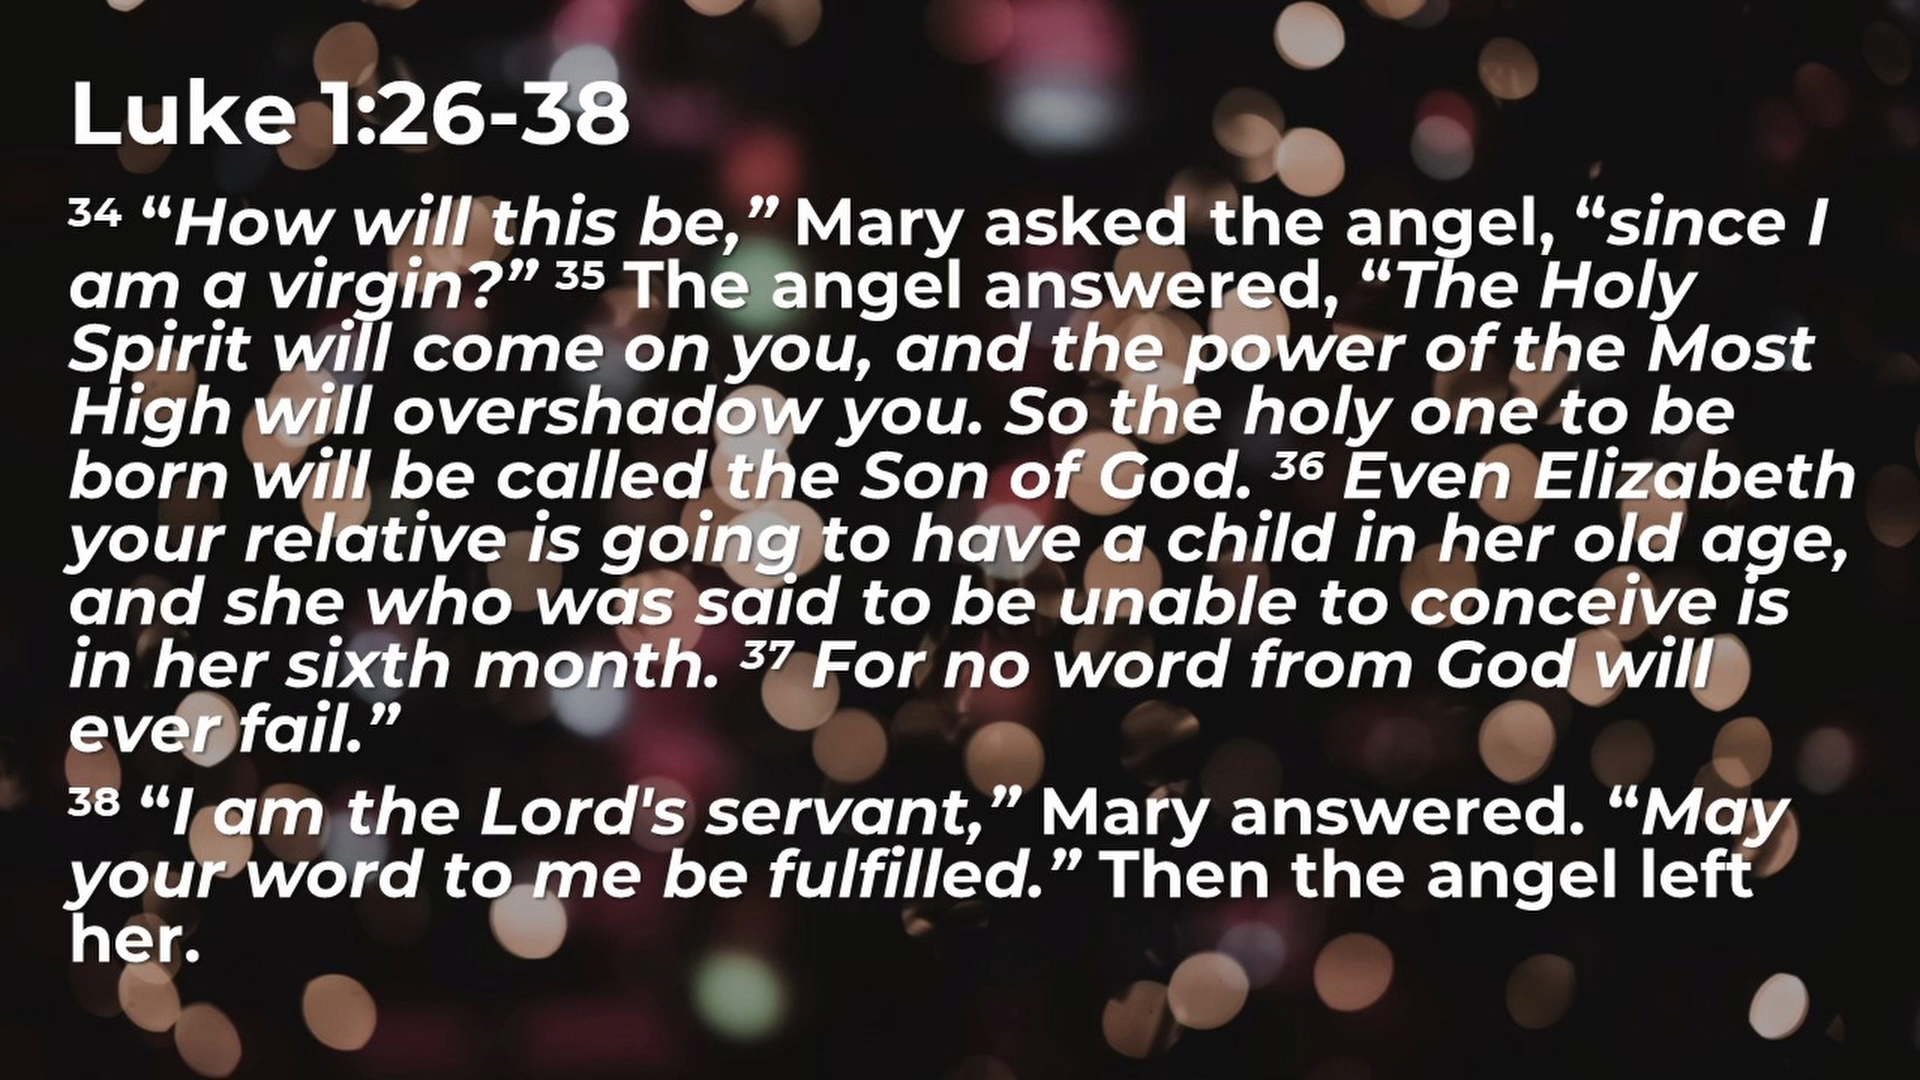 Luke 1:26-38
34 “How will this be,” Mary asked the angel, “since I
am a virgin?” 35 The angel answered, “The Holy
Spirit will come on you, and the power of the Most
High will overshadow you. So the holy one to be
born will be called the Son of God. 36 Even Elizabeth
your relative is going to have a child in her old age,
and she who was said to be unable to conceive is
in her sixth month. 37 For no word from God will
ever fail.”
38 “I am the Lord's servant,” Mary answered. “May
your word to me be fulfilled.” Then the angel left
her.